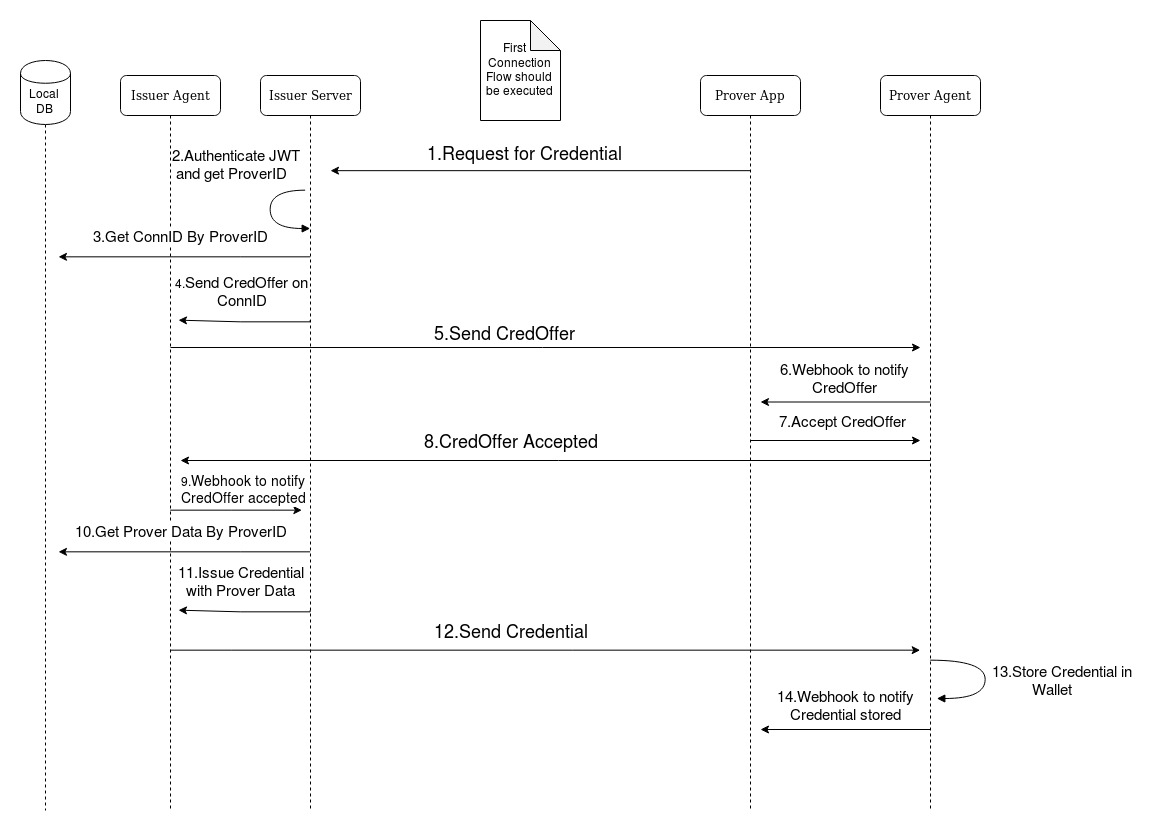 First
Connection
Flow should
be executed
Local
DB
Issuer Agent
Issuer Server
Prover App
Prover Agent
1.Request for Credential
2.Authenticate JWT
and get ProverID
3.Get ConnID By ProverID
4.Send CredOffer on
ConnID
5.Send CredOffer
6.Webhook to notify
CredOffer
7.Accept CredOffer
8.CredOffer Accepted
9.Webhook to notify
CredOffer accepted
10.Get Prover Data By ProverID
11.Issue Credential
with Prover Data
12.Send Credential
13.Store Credential in
Wallet
14.Webhook to notify
Credential stored